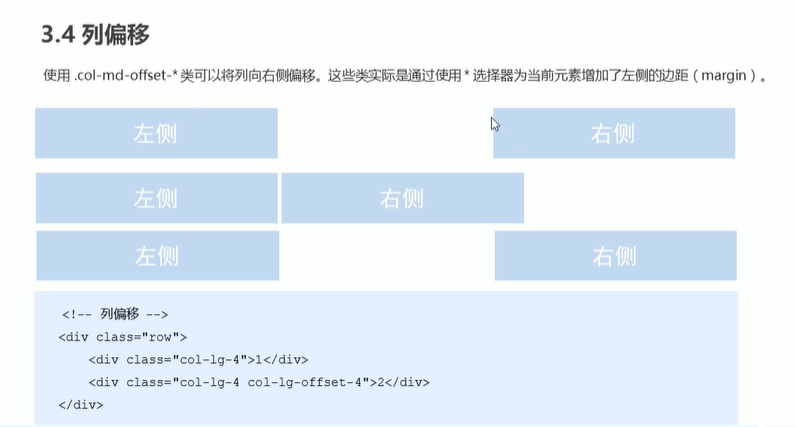 3.4 列偏移
使用 .col-md-offset-* 类可以将列向右侧偏移。这些类实际是通过使用 * 选择器为当前元素增加了左侧的边距（margin）。
左侧 右侧
左侧 右侧
左侧 右侧
<!-- 列偏移 -->
<div class="row">
    <div class="col-lg-4">1</div>
    <div class="col-lg-4 col-lg-offset-4">2</div>
</div>